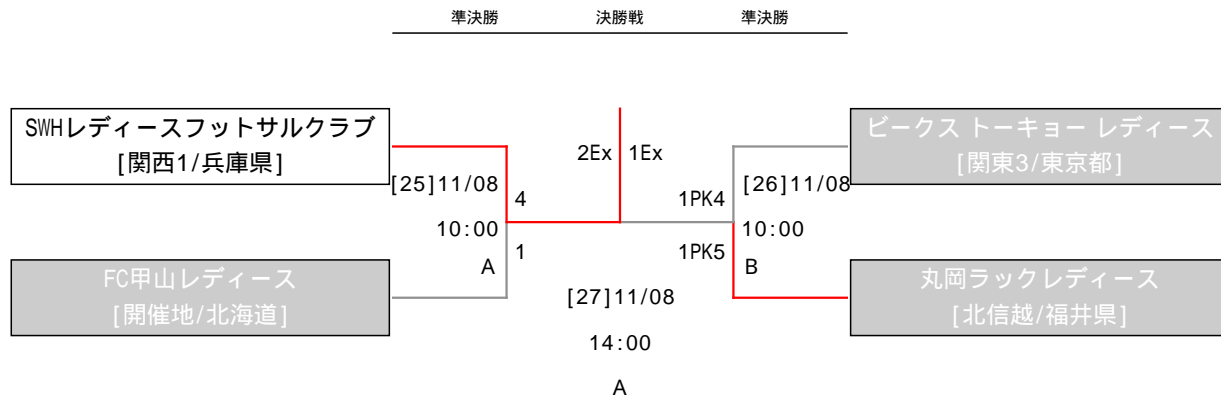 準決勝 決勝戦 準決勝
SWHレディースフットサルクラブ
[関西1/兵庫県]
ビークス トーキョー レディース
[関東3/東京都]
2Ex 1Ex
[25]11/08
4
10:00
1
A
1PK4
[26]11/08
10:00
1PK5
B
FC甲山レディース
[開催地/北海道]
丸岡ラックレディース
[北信越/福井県]
[27]11/08
14:00
A